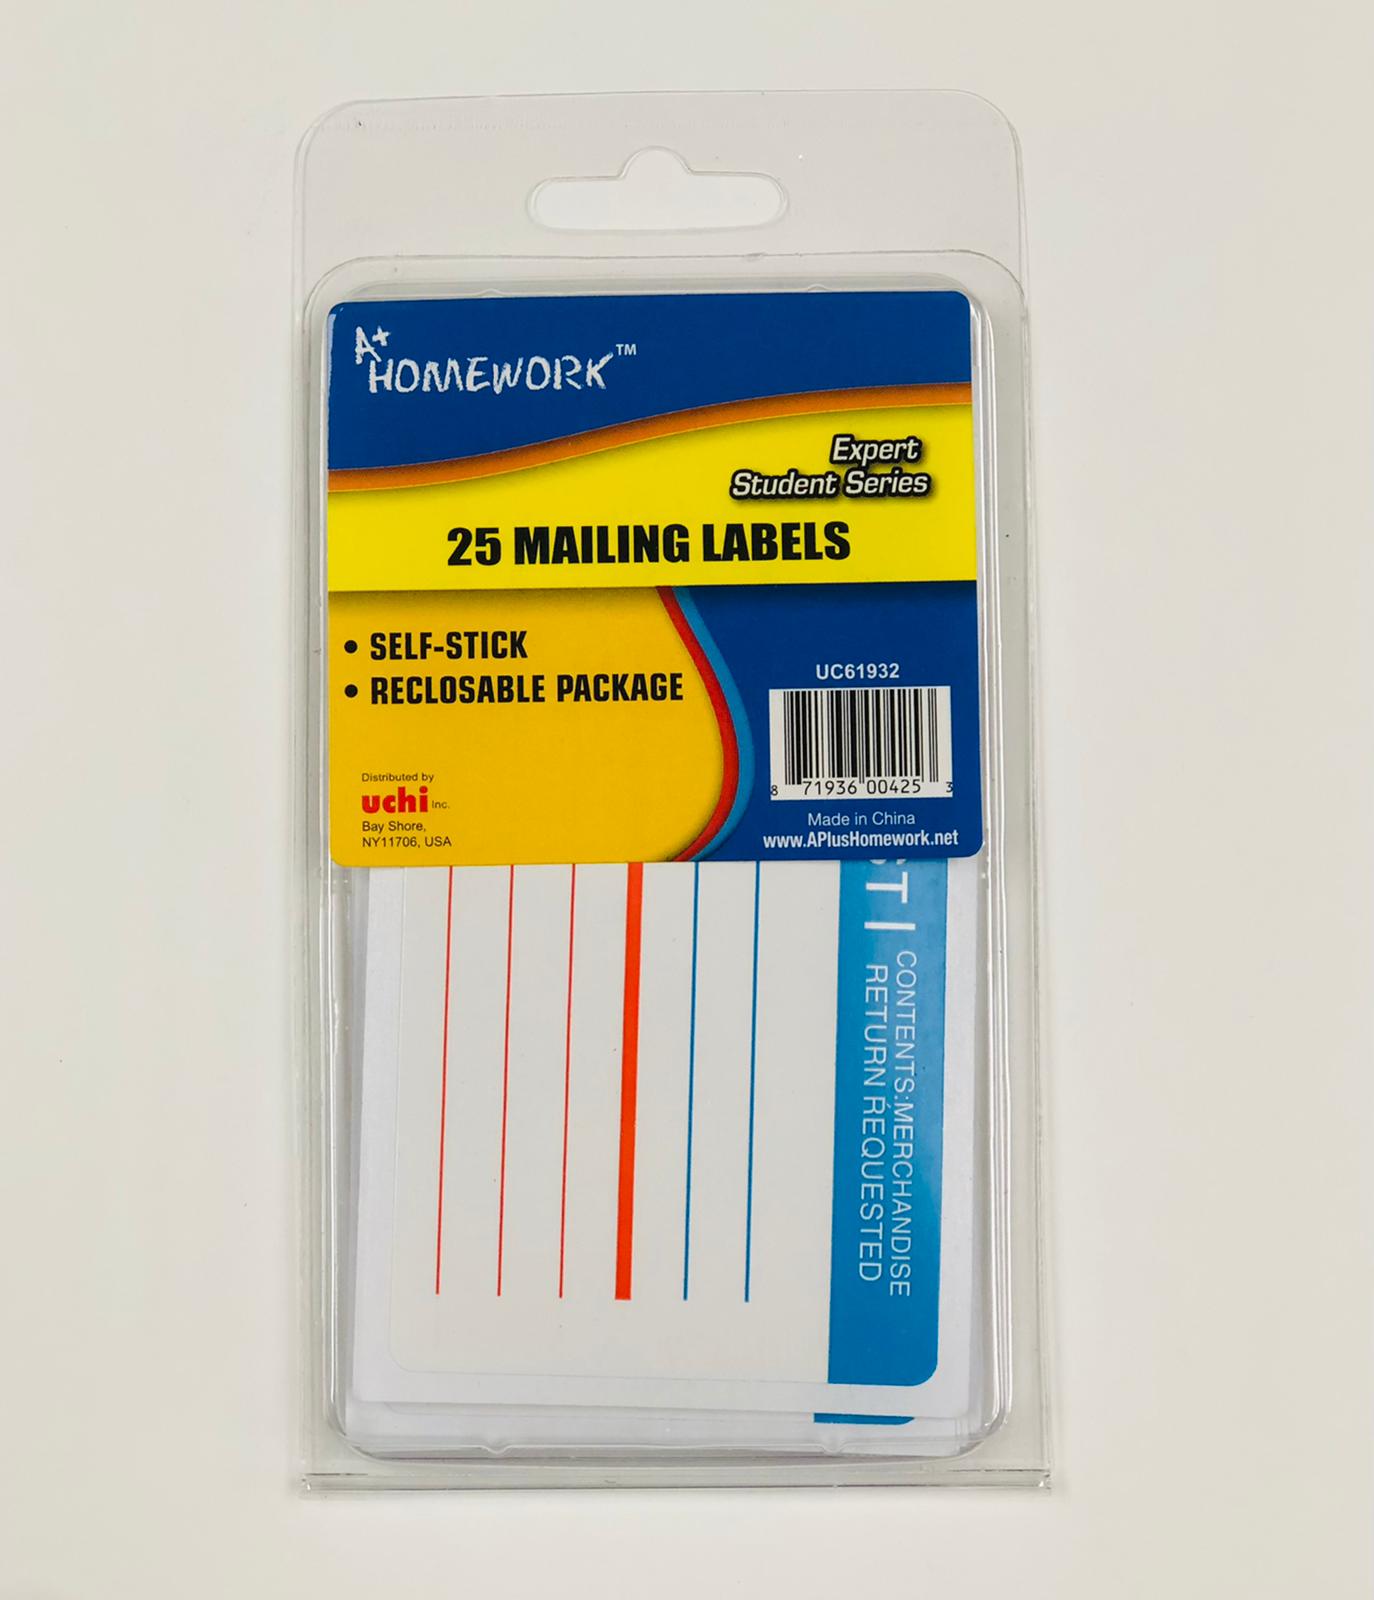 A+
HOMEWORK™
Expert
Student Series
25 MAILING LABELS
• SELF-STICK
• RECLOSABLE PACKAGE
UC61932
8 71936 00425 3
Distributed by
uchi Inc.
Bay Shore,
NY11706, USA
Made in China
www.APlusHomework.net
CONTENTS:MERCHANDISE
RETURN REQUESTED